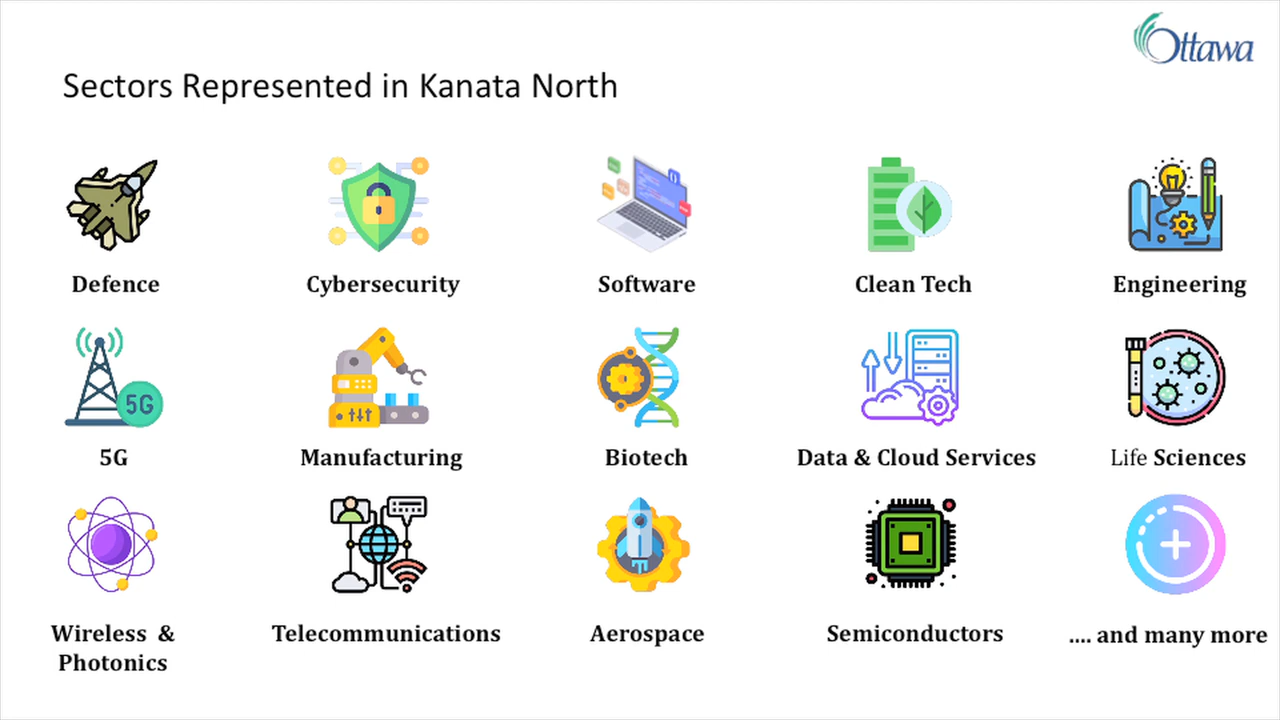 Ottawa
Sectors Represented in Kanata North
Defence
Cybersecurity
Software
Clean Tech
Engineering
5G
5G
Manufacturing
Biotech
Data & Cloud Services
Life Sciences
Wireless &
Photonics
Telecommunications
Aerospace
Semiconductors
.... and many more